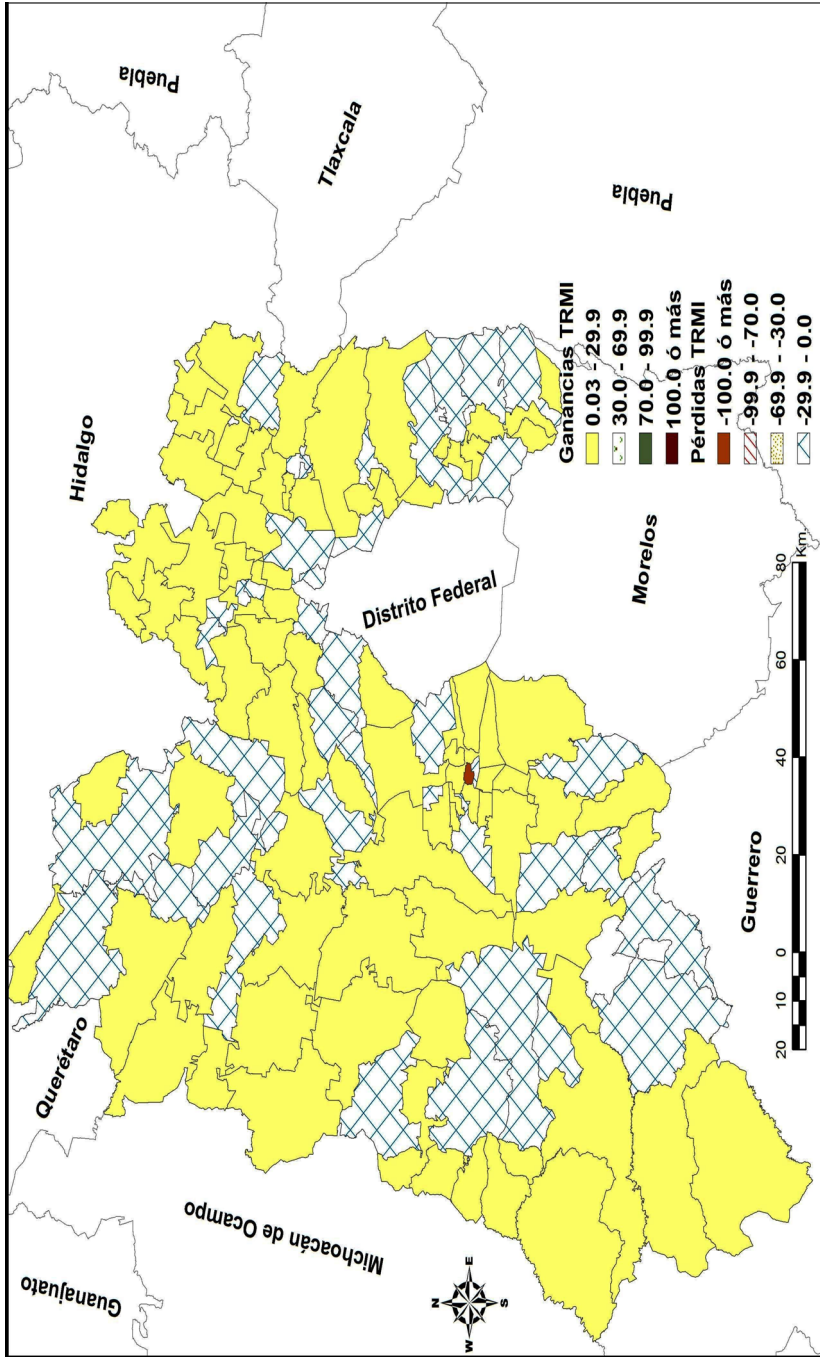 Guanajuato
Querétaro
Hidalgo
Puebla
Michoacán de Ocampo
Tlaxcala
Distrito Federal
Puebla
Morelos
Guerrero
N
W
E
S
Ganancias TRMI
0.03 - 29.9
30.0 - 69.9
70.0 - 99.9
100.0 ó más
Pérdidas TRMI
-100.0 ó más
-99.9 - -70.0
-69.9 - -30.0
-29.9 - 0.0
20 10 0 20 40 60 80
Km.